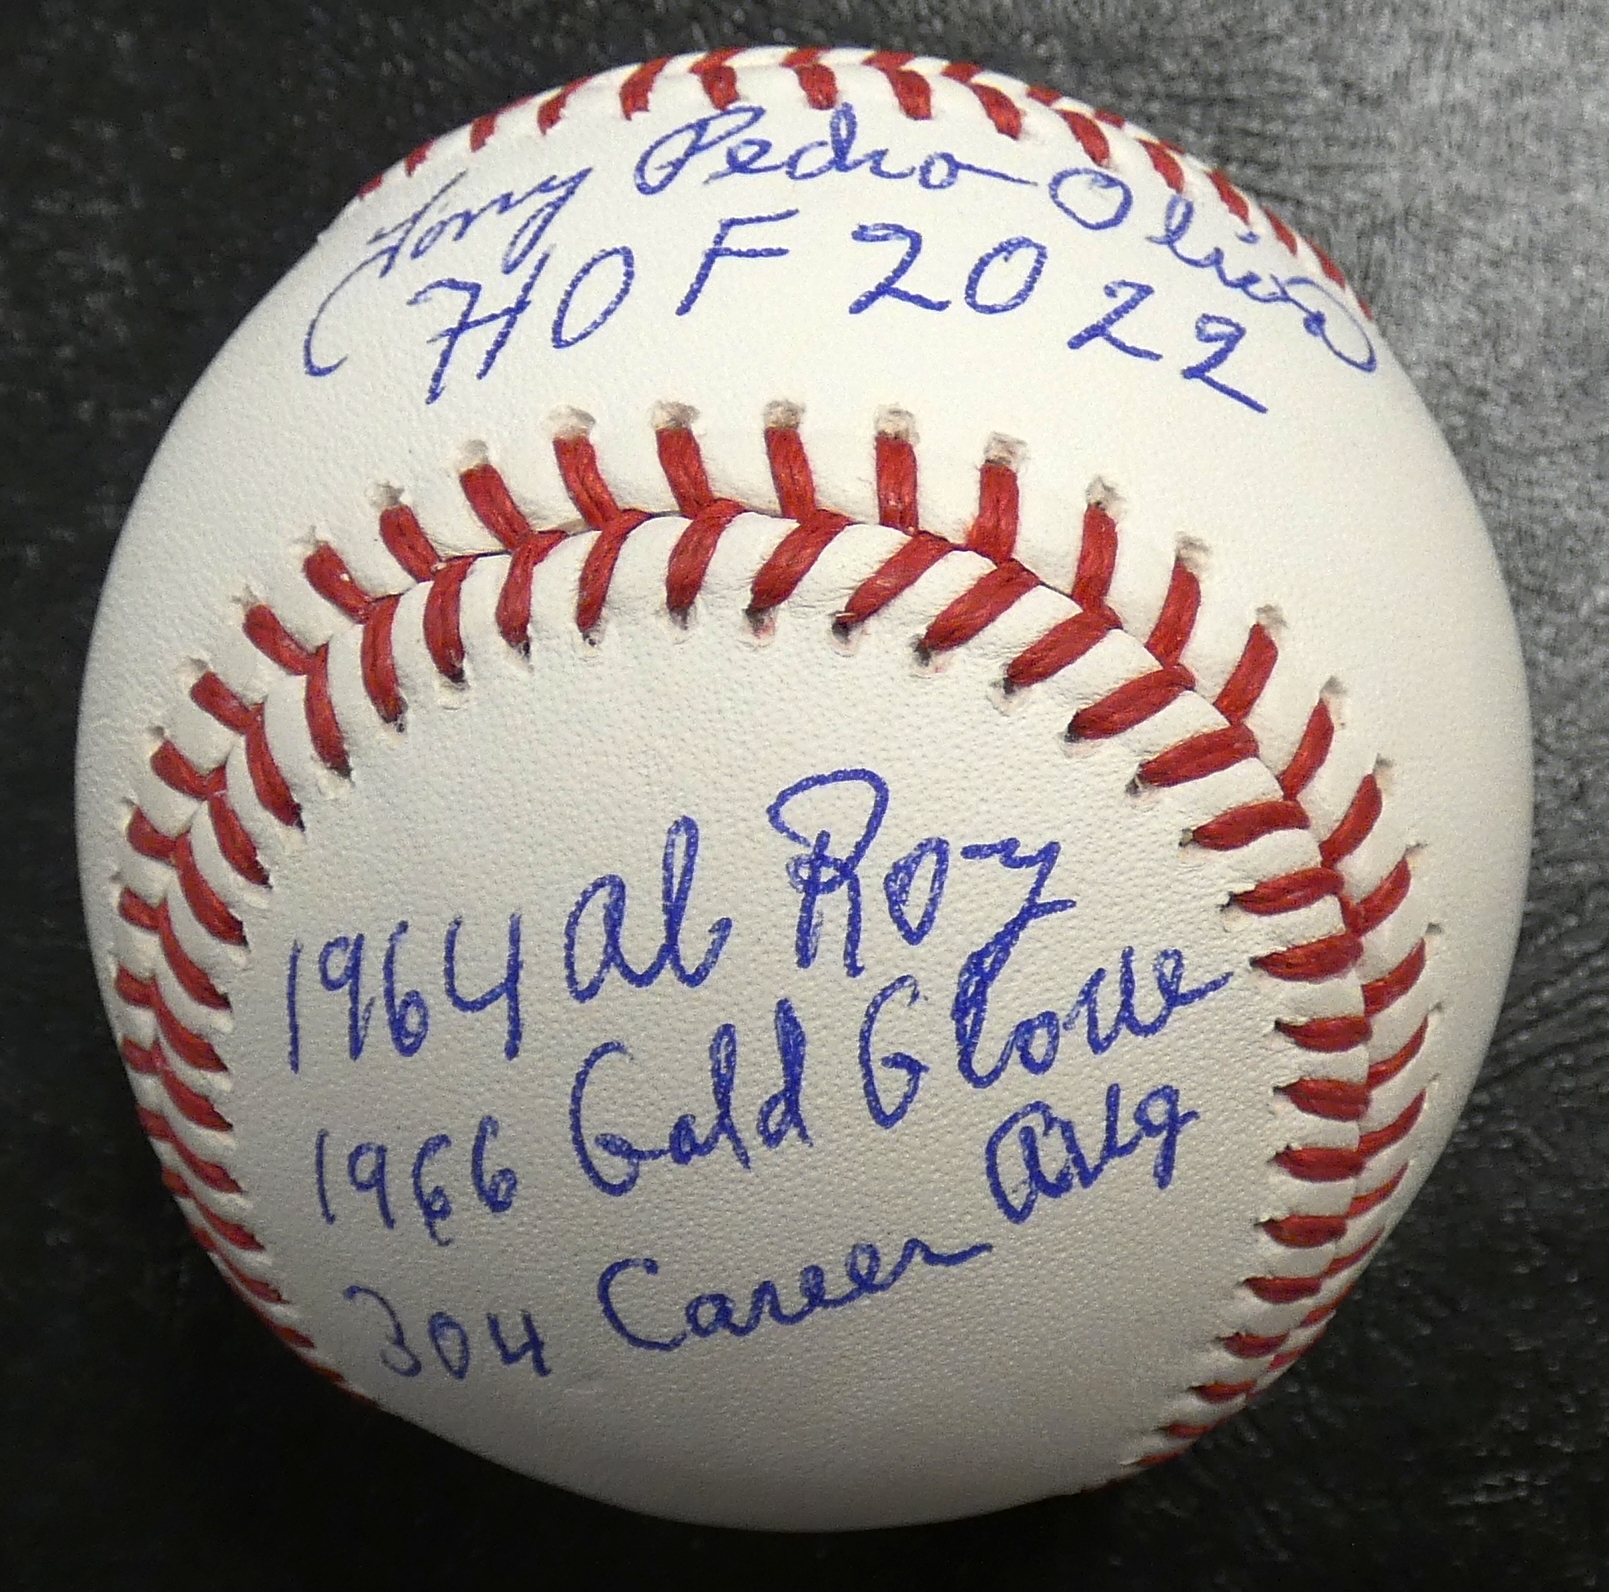 Tony Pedro Oliva
HOF 2022
1964 al Roy
1966 Gold Glove
304 Career avg